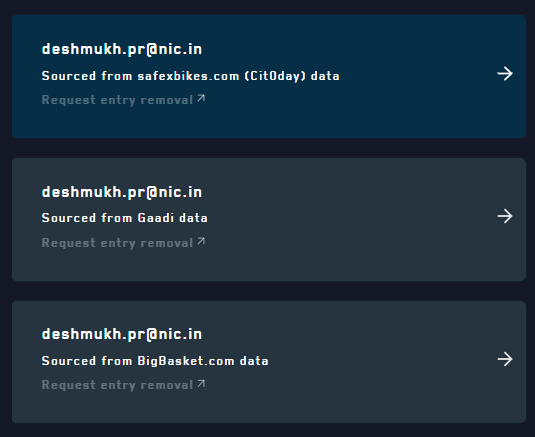 deshmukh.pr@nic.in
Sourced from safexbikes.com (Cit0day) data
Request entry removal
deshmukh.pr@nic.in
Sourced from Gaadi data
Request entry removal
deshmukh.pr@nic.in
Sourced from BigBasket.com data
Request entry removal